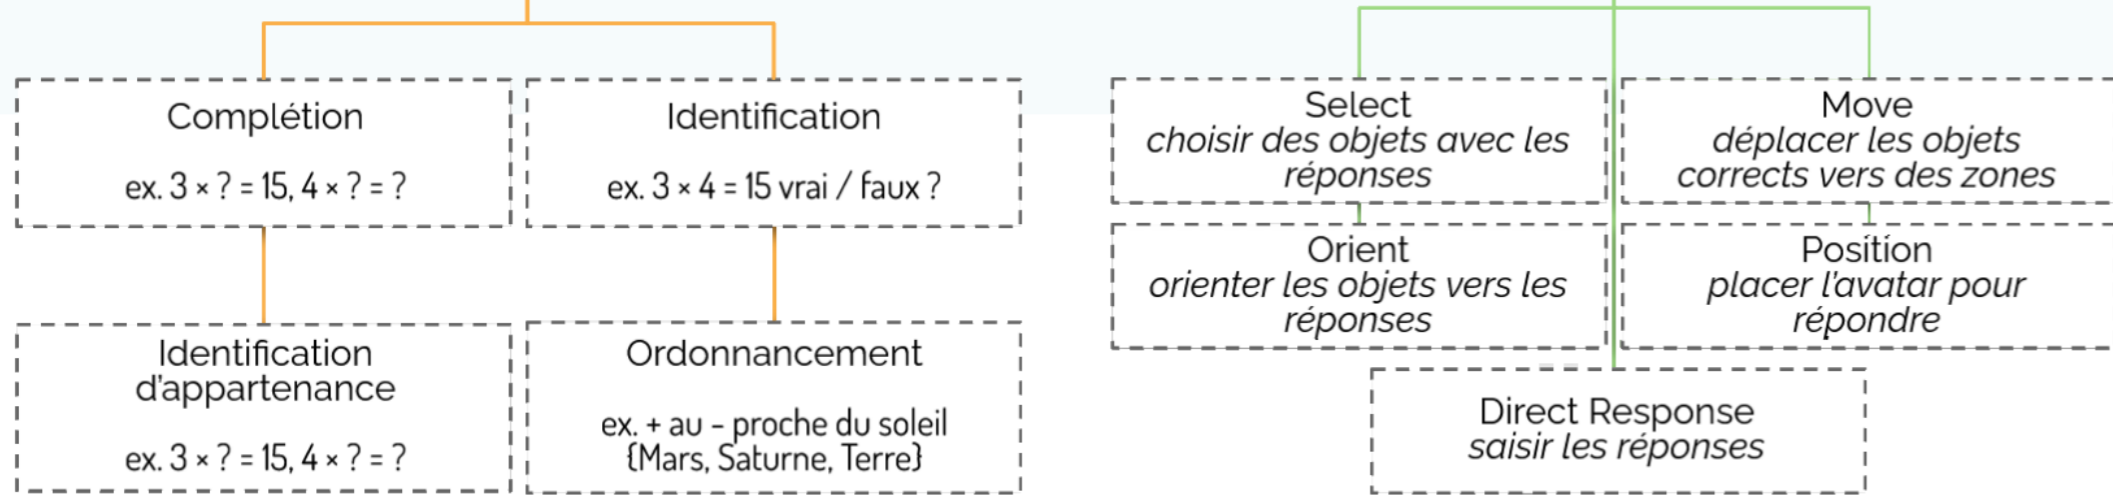 Complétion
ex. 3 × ? = 15, 4 × ? = ?
Identification
ex. 3 × 4 = 15 vrai / faux ?
Identification
d'appartenance
ex. 3 × ? = 15, 4 × ? = ?
Ordonnancement
ex. + au – proche du soleil
{Mars, Saturne, Terre}
Select
choisir des objets avec les
réponses
Move
déplacer les objets
corrects vers des zones
Orient
orienter les objets vers les
réponses
Position
placer l'avatar pour
répondre
Direct Response
saisir les réponses